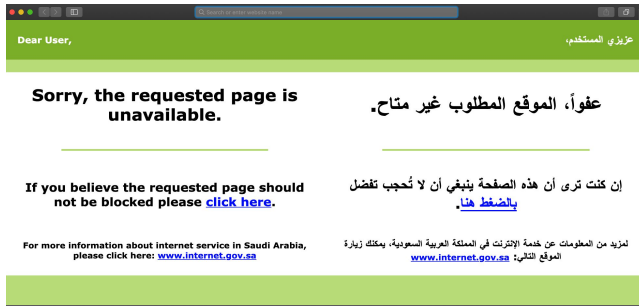 Search or enter website name
Dear User,
عزيزي المستخدم،
Sorry, the requested page is
unavailable.
عفواً، الموقع المطلوب غير متاح.
If you believe the requested page should
not be blocked please click here.
إن كنت ترى أن هذه الصفحة ينبغي أن لا تُحجب تفضل
بالضغط هنا.
For more information about internet service in Saudi Arabia,
please click here: www.internet.gov.sa
لمزيد من المعلومات عن خدمة الإنترنت في المملكة العربية السعودية، يمكنك زيارة
الموقع التالي: www.internet.gov.sa